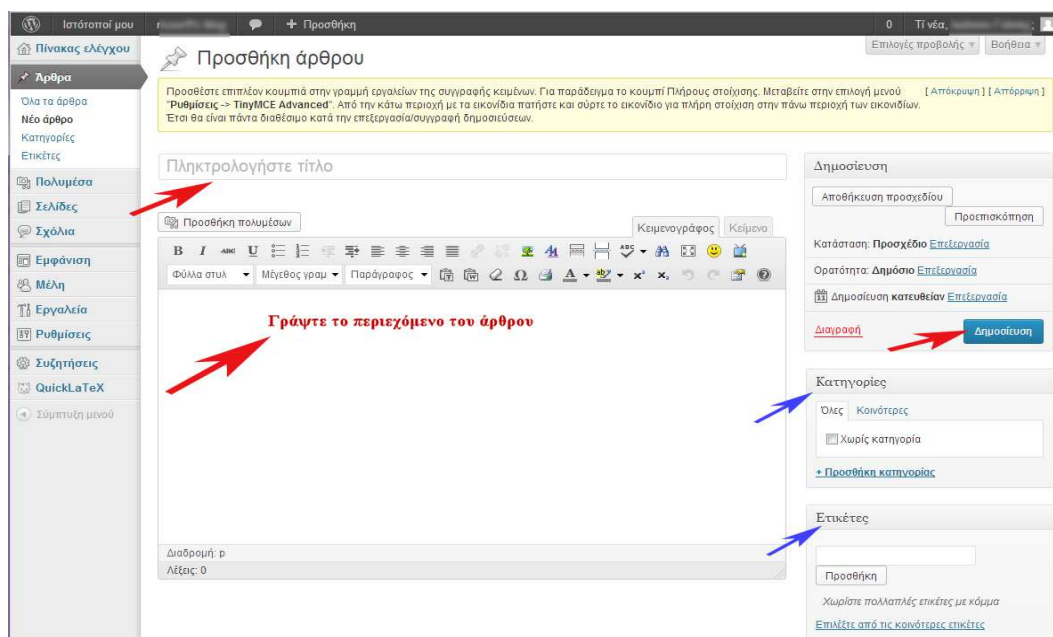 Ιστότοποί μου
+ Προσθήκη
0 Τί νέα,
Πίνακας ελέγχου
Άρθρα
Όλα τα άρθρα
Νέο άρθρο
Κατηγορίες
Ετικέτες
Πολυμέσα
Σελίδες
Σχόλια
Εμφάνιση
Μέλη
Εργαλεία
Ρυθμίσεις
Συζητήσεις
QuickLaTeX
Σύμπτυξη μενού
Επιλογές προβολής
Βοήθεια
Προσθήκη άρθρου
Προσθέστε επιπλέον κουμπιά στην γραμμή εργαλείων της συγγραφής κειμένων. Για παράδειγμα το κουμπί Πλήρους στοίχισης. Μεταβείτε στην επιλογή μενού [ Απόκρυψη ] [ Απόρριψη ]
"Ρυθμίσεις -> TinyMCE Advanced". Από την κάτω περιοχή με τα εικονίδια πατήστε και σύρτε το εικονίδιο για πλήρη στοίχιση στην πάνω περιοχή των εικονιδίων.
Έτσι θα είναι πάντα διαθέσιμο κατά την επεξεργασία/συγγραφή δημοσιεύσεων.
Πληκτρολογήστε τίτλο
Προσθήκη πολυμέσων
Κειμενογράφος Κείμενο
B I ABC U ABC
Φύλλα στυλ Μέγεθος γραμ Παράγραφος Ω A ab x² x₂
Γράψτε το περιεχόμενο του άρθρου
Διαδρομή: p
Λέξεις: 0
Δημοσίευση
Αποθήκευση προσχεδίου
Προεπισκόπηση
Κατάσταση: Προσχέδιο Επεξεργασία
Ορατότητα: Δημόσιο Επεξεργασία
Δημοσίευση κατευθείαν Επεξεργασία
Διαγραφή Δημοσίευση
Κατηγορίες
Όλες Κοινότερες
Χωρίς κατηγορία
+ Προσθήκη κατηγορίας
Ετικέτες
Προσθήκη
Χωρίστε πολλαπλές ετικέτες με κόμμα
Επιλέξτε από τις κοινότερες ετικέτες